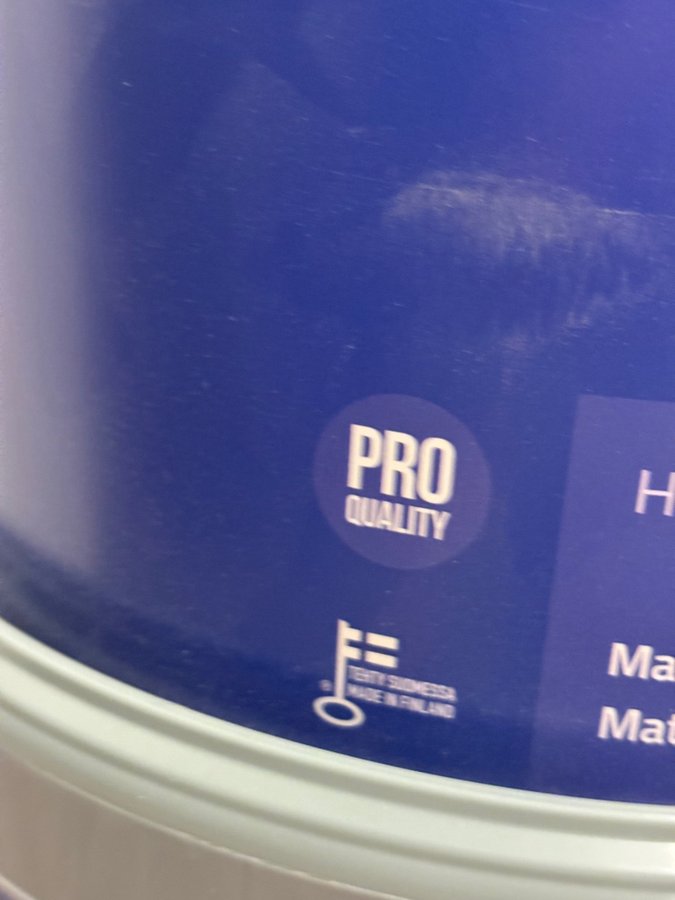 PRO
QUALITY
H
Ma
Mat
TEHTY SUOMESSA
MADE IN FINLAND